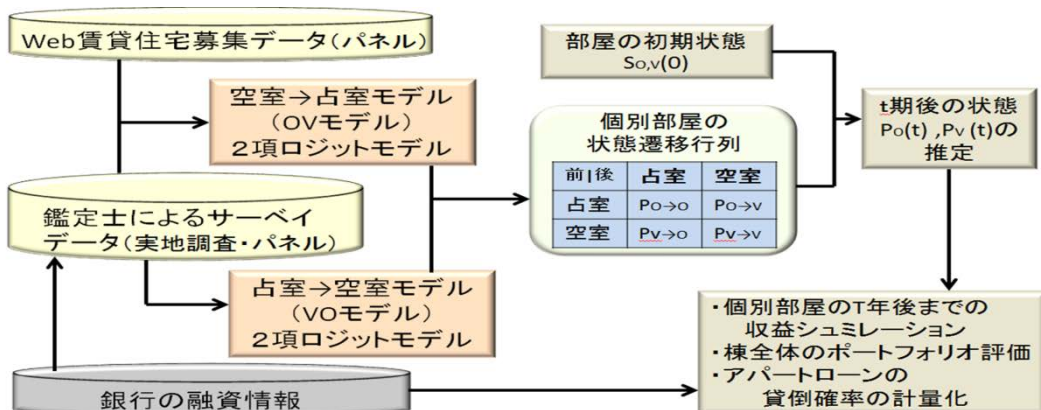 Web賃貸住宅募集データ(パネル)
空室→占室モデル
(OVモデル)
2項ロジットモデル
鑑定士によるサーベイ
データ(実地調査・パネル)
占室→空室モデル
(VOモデル)
2項ロジットモデル
銀行の融資情報
個別部屋の
状態遷移行列
前|後 占室 空室
占室 PO→O PO→V
空室 PV→O PV→V
部屋の初期状態
SO,V(0)
t期後の状態
PO(t) ,PV (t)の
推定
・個別部屋のT年後までの
収益シュミレーション
・棟全体のポートフォリオ評価
・アパートローンの
貸倒確率の計量化